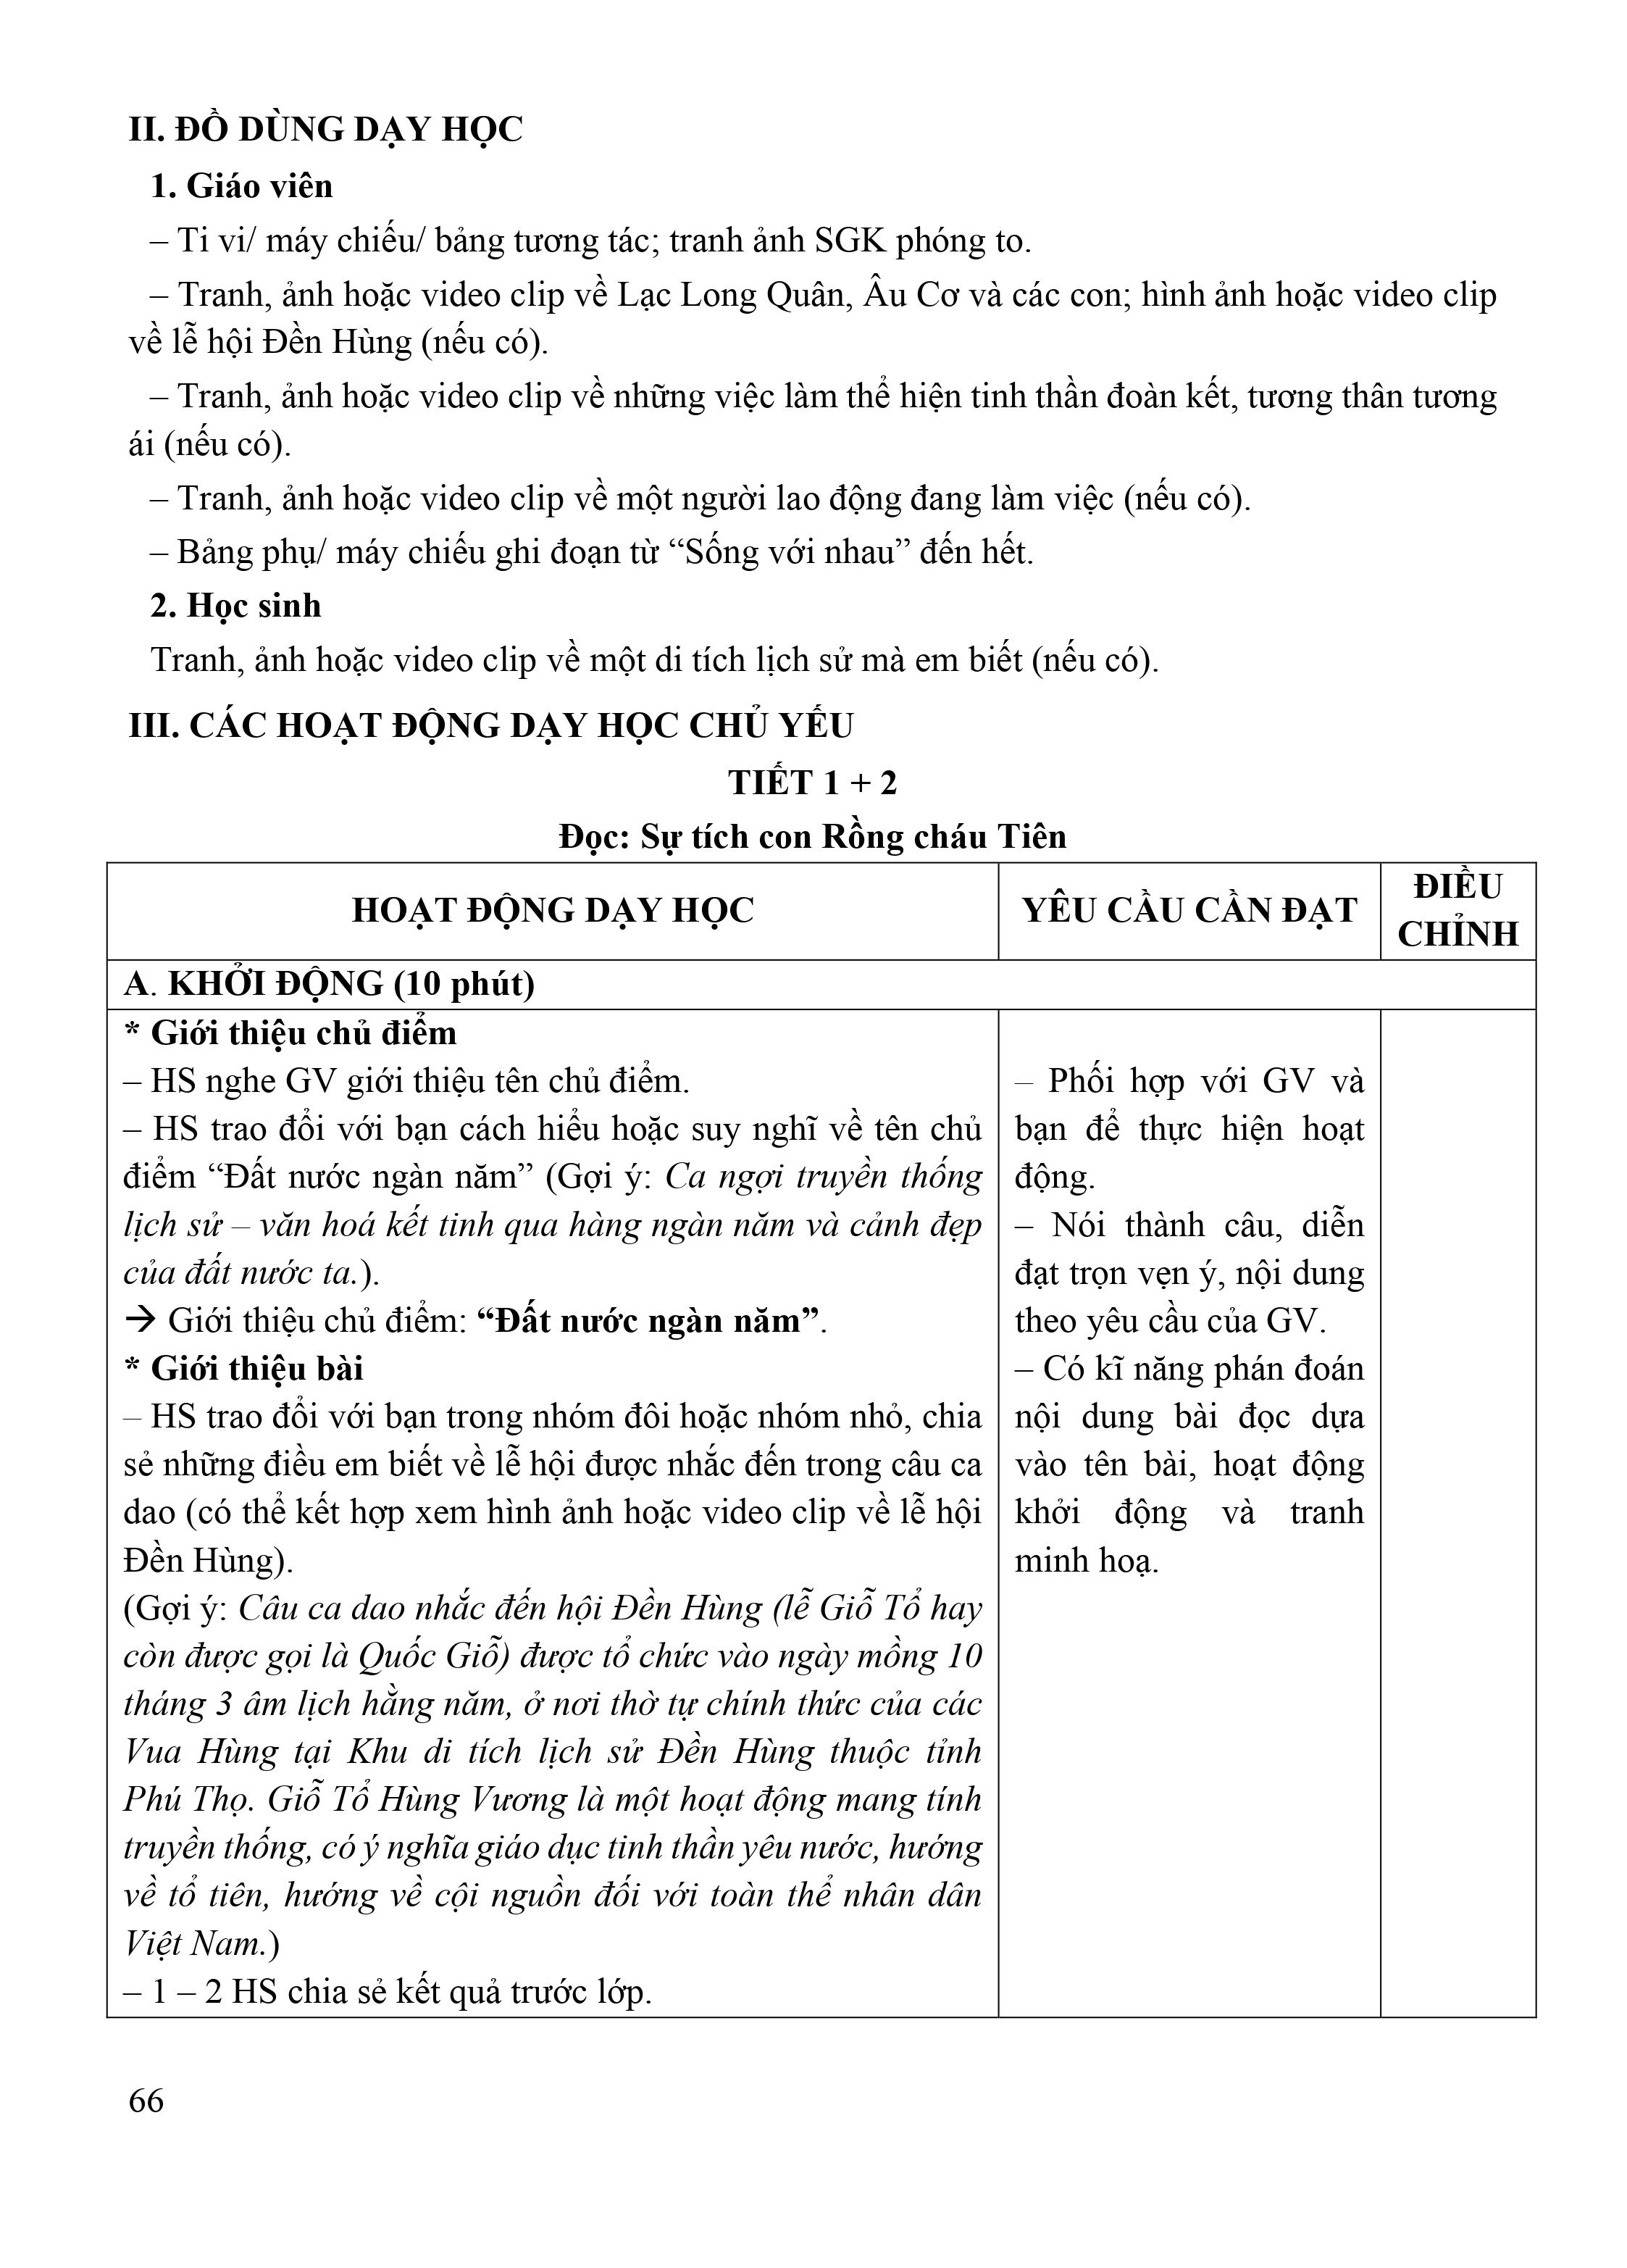 II. ĐỒ DÙNG DẠY HỌC
1. Giáo viên
– Ti vi/ máy chiếu/ bảng tương tác; tranh ảnh SGK phóng to.
– Tranh, ảnh hoặc video clip về Lạc Long Quân, Âu Cơ và các con; hình ảnh hoặc video clip
về lễ hội Đền Hùng (nếu có).
– Tranh, ảnh hoặc video clip về những việc làm thể hiện tinh thần đoàn kết, tương thân tương
ái (nếu có).
– Tranh, ảnh hoặc video clip về một người lao động đang làm việc (nếu có).
– Bảng phụ/ máy chiếu ghi đoạn từ “Sống với nhau” đến hết.
2. Học sinh
Tranh, ảnh hoặc video clip về một di tích lịch sử mà em biết (nếu có).
III. CÁC HOẠT ĐỘNG DẠY HỌC CHỦ YẾU
TIẾT 1 + 2
Đọc: Sự tích con Rồng cháu Tiên
HOẠT ĐỘNG DẠY HỌC
YÊU CẦU CẦN ĐẠT
ĐIỀU
CHỈNH
A. KHỞI ĐỘNG (10 phút)
* Giới thiệu chủ điểm
– HS nghe GV giới thiệu tên chủ điểm.
– HS trao đổi với bạn cách hiểu hoặc suy nghĩ về tên chủ
điểm “Đất nước ngàn năm” (Gợi ý: Ca ngợi truyền thống
lịch sử – văn hoá kết tinh qua hàng ngàn năm và cảnh đẹp
của đất nước ta.).
→ Giới thiệu chủ điểm: “Đất nước ngàn năm”.
* Giới thiệu bài
– HS trao đổi với bạn trong nhóm đôi hoặc nhóm nhỏ, chia
sẻ những điều em biết về lễ hội được nhắc đến trong câu ca
dao (có thể kết hợp xem hình ảnh hoặc video clip về lễ hội
Đền Hùng).
(Gợi ý: Câu ca dao nhắc đến hội Đền Hùng (lễ Giỗ Tổ hay
còn được gọi là Quốc Giỗ) được tổ chức vào ngày mồng 10
tháng 3 âm lịch hằng năm, ở nơi thờ tự chính thức của các
Vua Hùng tại Khu di tích lịch sử Đền Hùng thuộc tỉnh
Phú Thọ. Giỗ Tổ Hùng Vương là một hoạt động mang tính
truyền thống, có ý nghĩa giáo dục tinh thần yêu nước, hướng
về tổ tiên, hướng về cội nguồn đối với toàn thể nhân dân
Việt Nam.)
– 1 – 2 HS chia sẻ kết quả trước lớp.
– Phối hợp với GV và
bạn để thực hiện hoạt
động.
– Nói thành câu, diễn
đạt trọn vẹn ý, nội dung
theo yêu cầu của GV.
– Có kĩ năng phán đoán
nội dung bài đọc dựa
vào tên bài, hoạt động
khởi động và tranh
minh hoạ.
66